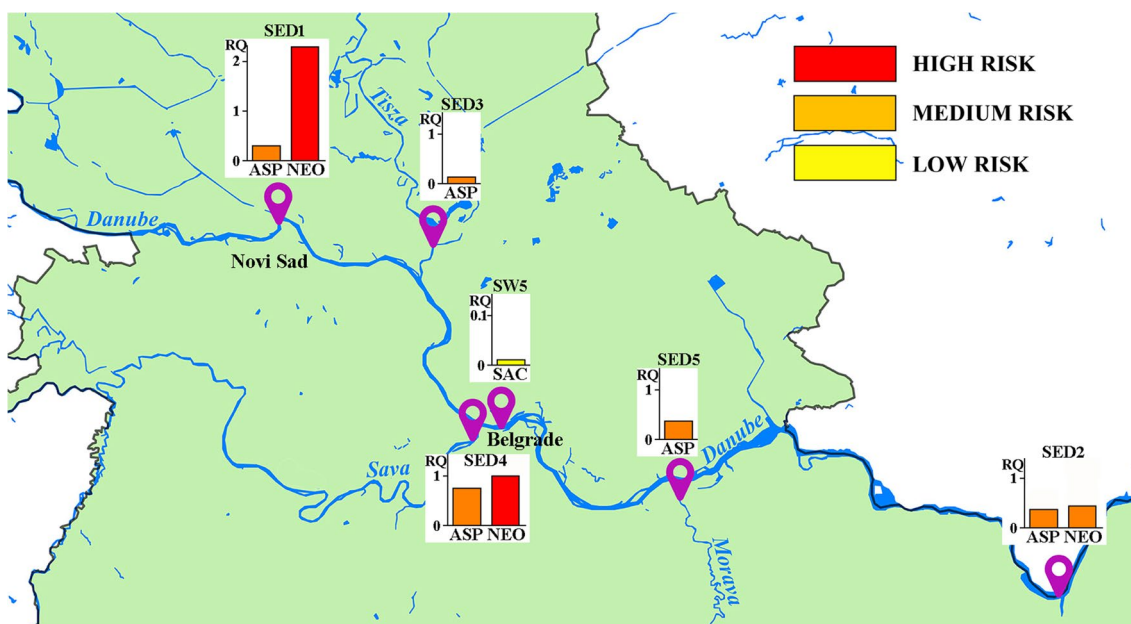 SED1
RQ
2
1
0
ASP NEO
Tisza
SED3
RQ
1
0
ASP
HIGH RISK
MEDIUM RISK
LOW RISK
Danube
Novi Sad
SW5
RQ
0.1
0
SAC
SED5
RQ
1
0
ASP
Belgrade
Danube
Sava
SED4
RQ
1
0
ASP NEO
SED2
RQ
1
0
ASP NEO
Morava